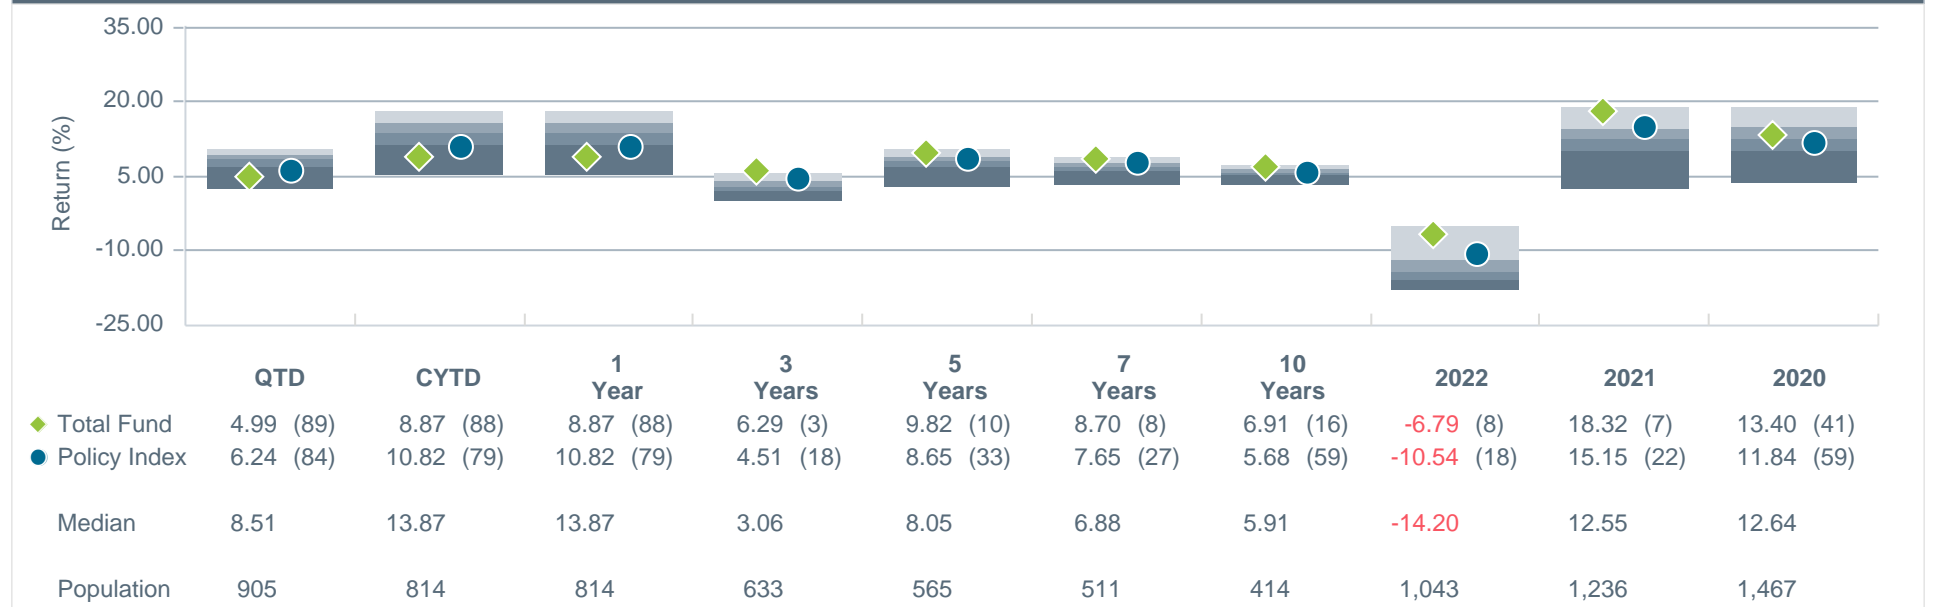 35.00
20.00
5.00
-10.00
-25.00
Return (%)
QTD CYTD 1 Year 3 Years 5 Years 7 Years 10 Years 2022 2021 2020
Total Fund 4.99 (89) 8.87 (88) 8.87 (88) 6.29 (3) 9.82 (10) 8.70 (8) 6.91 (16) -6.79 (8) 18.32 (7) 13.40 (41)
Policy Index 6.24 (84) 10.82 (79) 10.82 (79) 4.51 (18) 8.65 (33) 7.65 (27) 5.68 (59) -10.54 (18) 15.15 (22) 11.84 (59)
Median 8.51 13.87 13.87 3.06 8.05 6.88 5.91 -14.20 12.55 12.64
Population 905 814 814 633 565 511 414 1,043 1,236 1,467